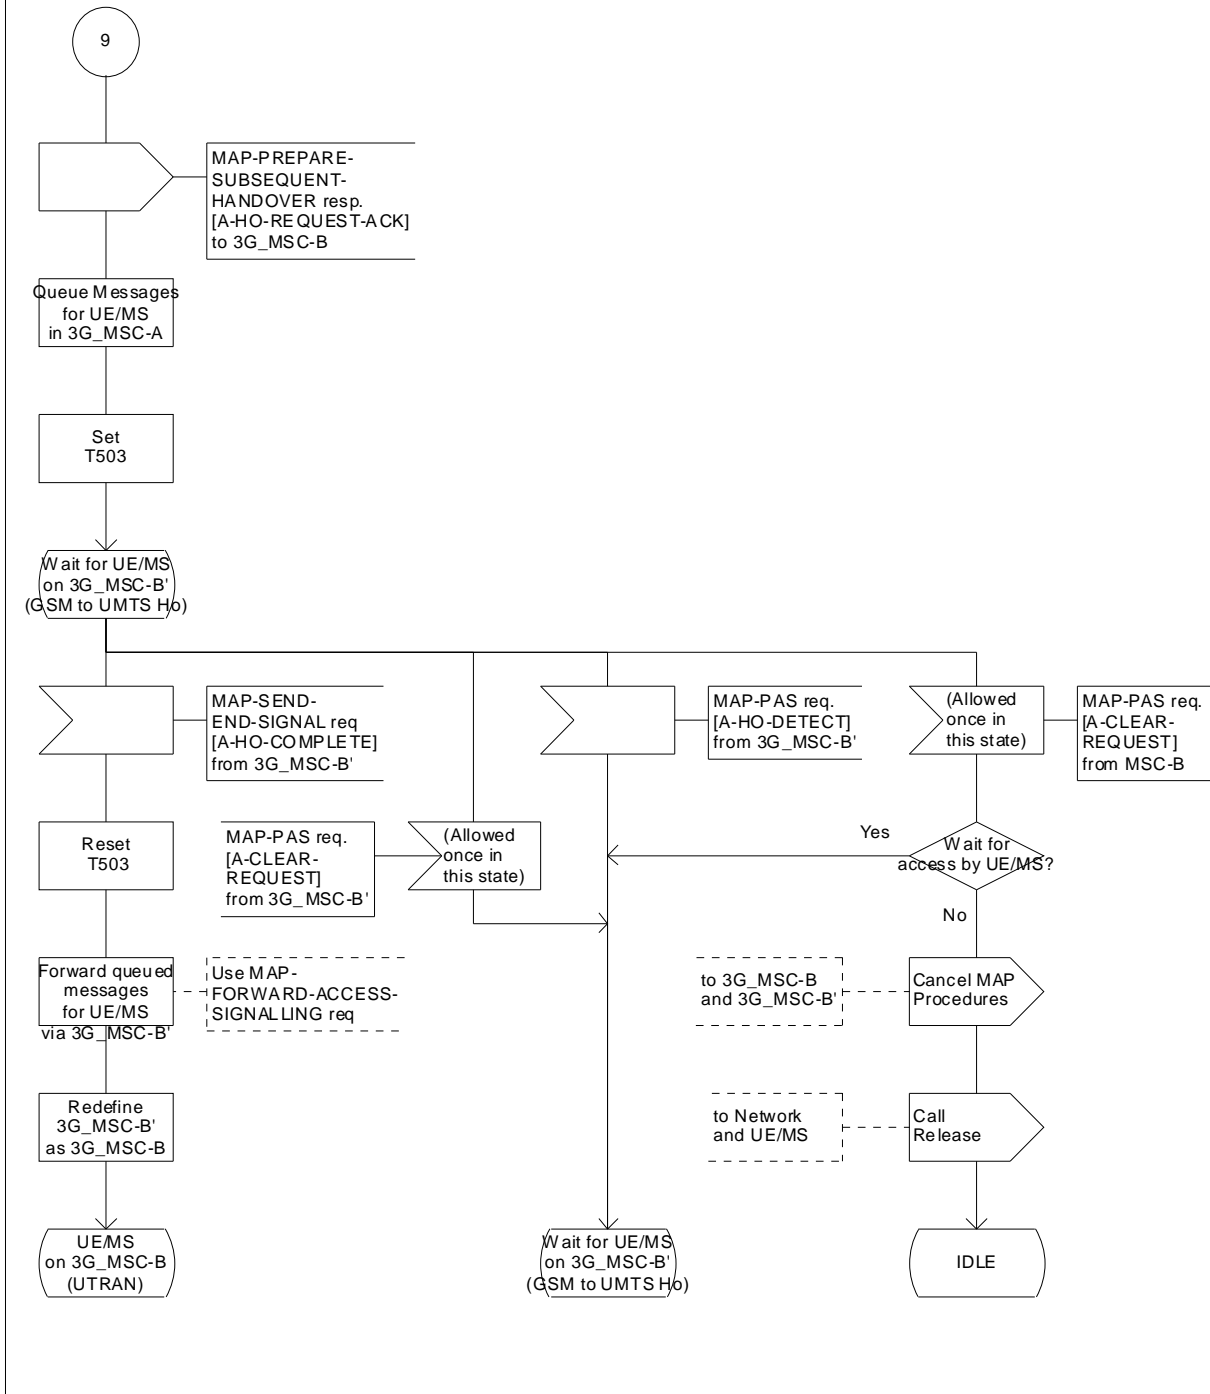 9
MAP-PREPARE-
SUBSEQUENT-
HANDOVER resp.
[A-HO-REQUEST-ACK]
to 3G_MSC-B
Queue Messages
for UE/MS
in 3G_MSC-A
Set
T503
Wait for UE/MS
on 3G_MSC-B'
(GSM to UMTS Ho)
MAP-SEND-
END-SIGNAL req
[A-HO-COMPLETE]
from 3G_MSC-B'
MAP-PAS req.
[A-HO-DETECT]
from 3G_MSC-B'
(Allowed
once in
this state)
MAP-PAS req.
[A-CLEAR-
REQUEST]
from MSC-B
Reset
T503
MAP-PAS req.
[A-CLEAR-
REQUEST]
from 3G_MSC-B'
(Allowed
once in
this state)
Yes
Wait for
access by UE/MS?
No
Forward queued
messages
for UE/MS
via 3G_MSC-B'
Use MAP-
FORWARD-ACCESS-
SIGNALLING req
to 3G_MSC-B
and 3G_MSC-B'
Cancel MAP
Procedures
Redefine
3G_MSC-B'
as 3G_MSC-B
to Network
and UE/MS
Call
Release
UE/MS
on 3G_MSC-B
(UTRAN)
Wait for UE/MS
on 3G_MSC-B'
(GSM to UMTS Ho)
IDLE